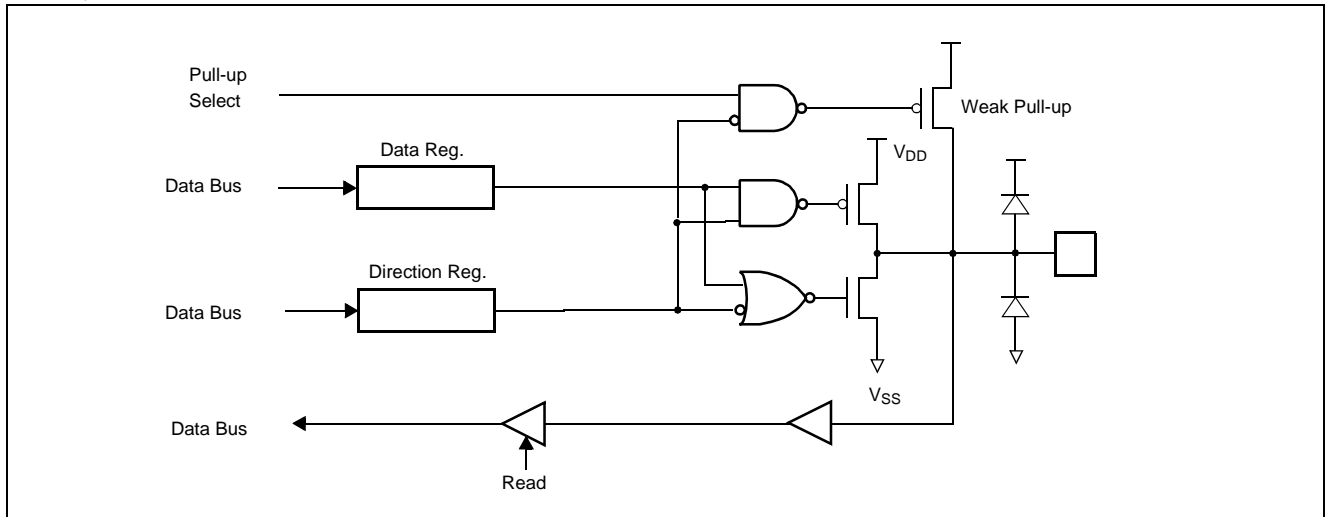 Pull-up
Select
Weak Pull-up
Data Reg.
VDD
Data Bus
Direction Reg.
Data Bus
VSS
Data Bus
Read